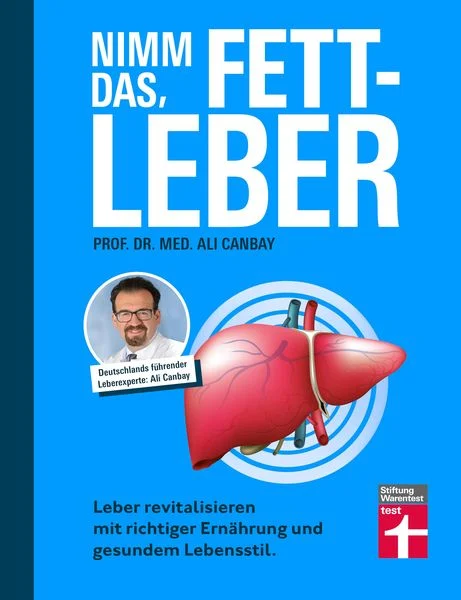 NIMM
DAS, FETT-
LEBER
PROF. DR. MED. ALI CANBAY
Deutschlands führender
Leberexperte: Ali Canbay
Leber revitalisieren
mit richtiger Ernährung und
gesundem Lebensstil.
Stiftung
Warentest
test